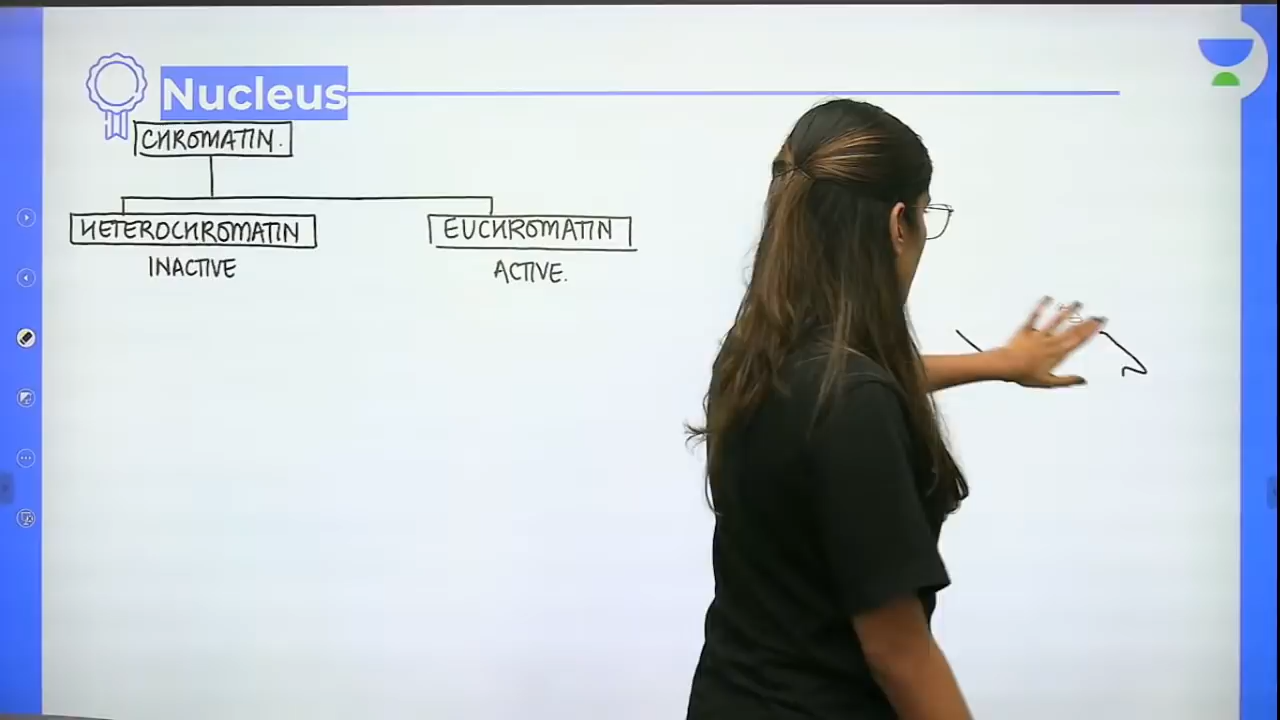 Nucleus
CHROMATIN.
HETEROCHROMATIN
EUCHROMATIN
INACTIVE
ACTIVE.